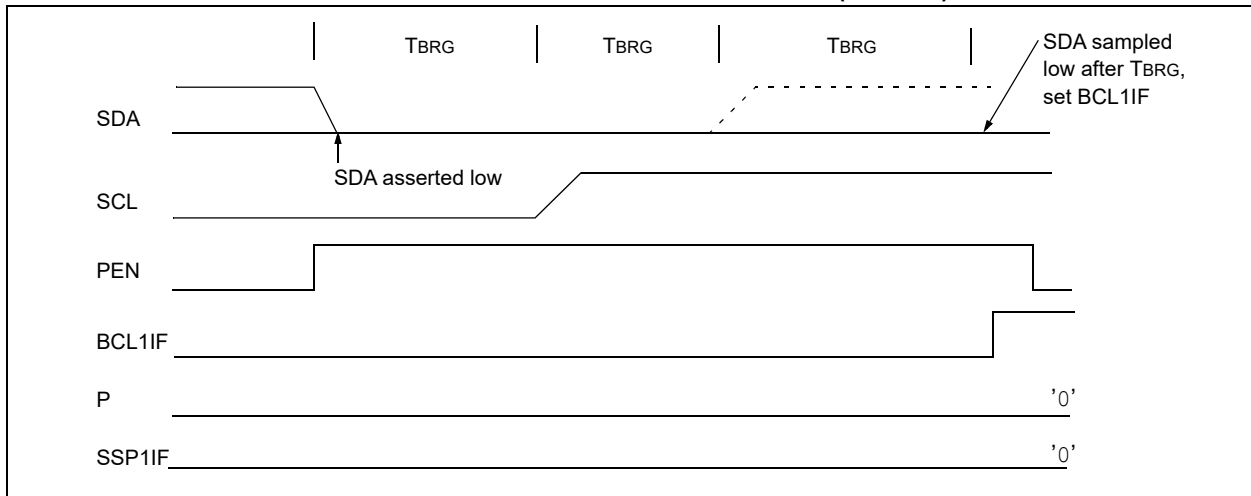 TBRG TBRG TBRG
SDA sampled
low after TBRG,
set BCL1IF
SDA
SDA asserted low
SCL
PEN
BCL1IF
P '0'
SSP1IF '0'